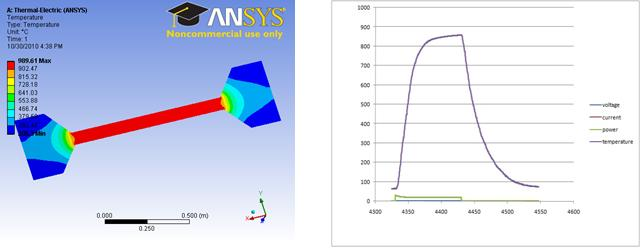 A: Thermal-Electric (ANSYS)
Temperature
Type: Temperature
Unit: °C
Time: 1
10/30/2010 4:38 PM
ANSYS
Noncommercial use only
989.61 Max
902.47
815.32
728.18
641.03
553.88
466.74
Min
0.000
0.500 (m)
0.250
Y
X
1000
900
800
700
600
500
400
300
200
100
0
4300
4350
4400
4450
4500
4550
4600
voltage
current
power
temperature